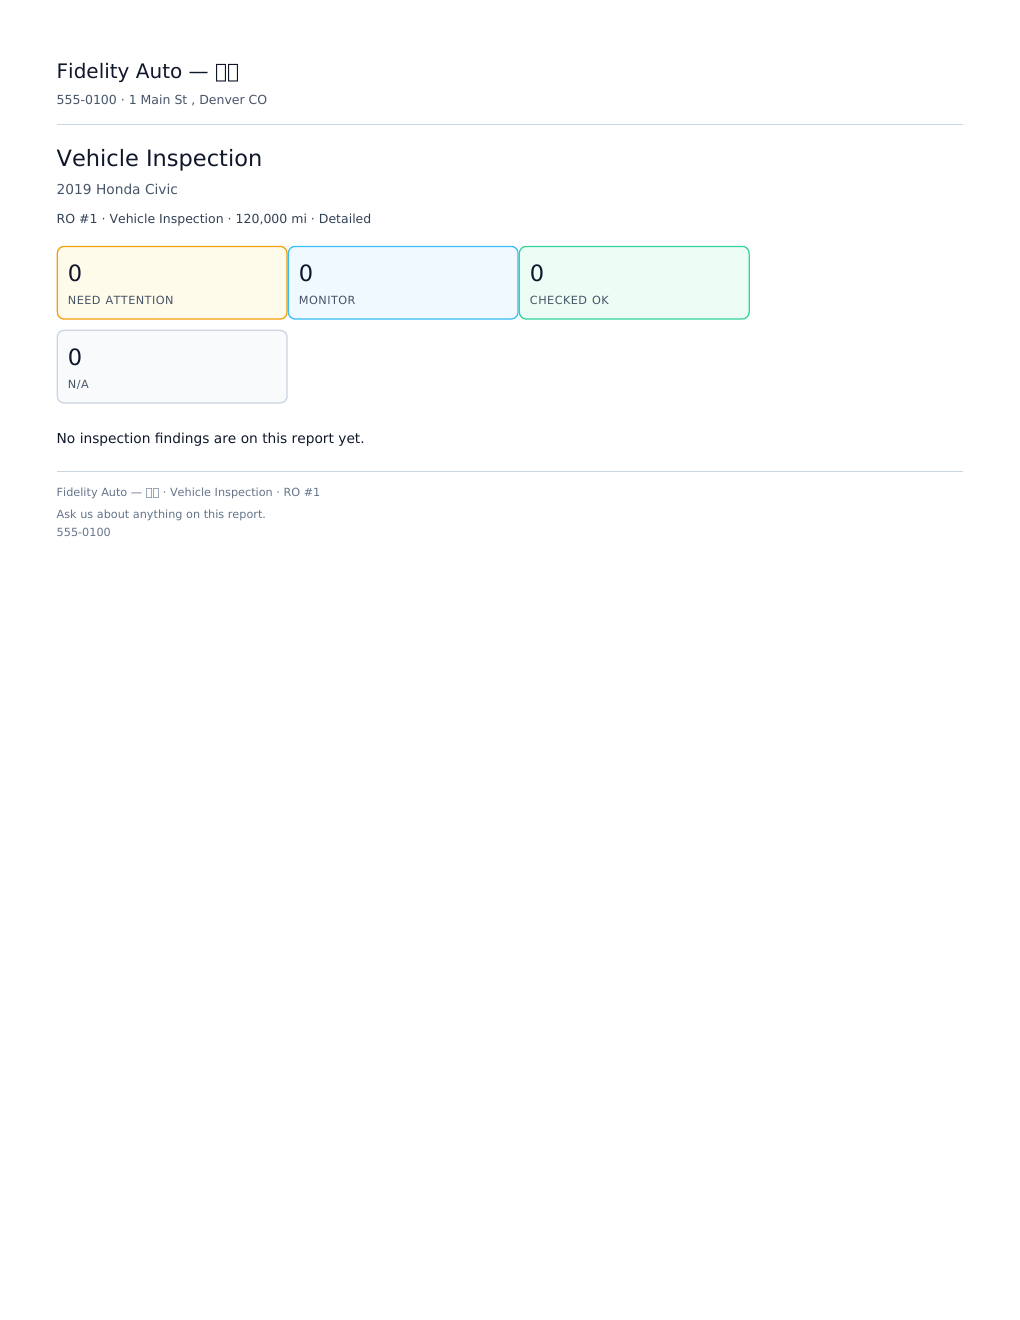 Fidelity Auto —
555-0100 · 1 Main St , Denver CO
Vehicle Inspection
2019 Honda Civic
RO #1 · Vehicle Inspection · 120,000 mi · Detailed
0
NEED ATTENTION
0
MONITOR
0
CHECKED OK
0
N/A
No inspection findings are on this report yet.
Fidelity Auto — · Vehicle Inspection · RO #1
Ask us about anything on this report.
555-0100